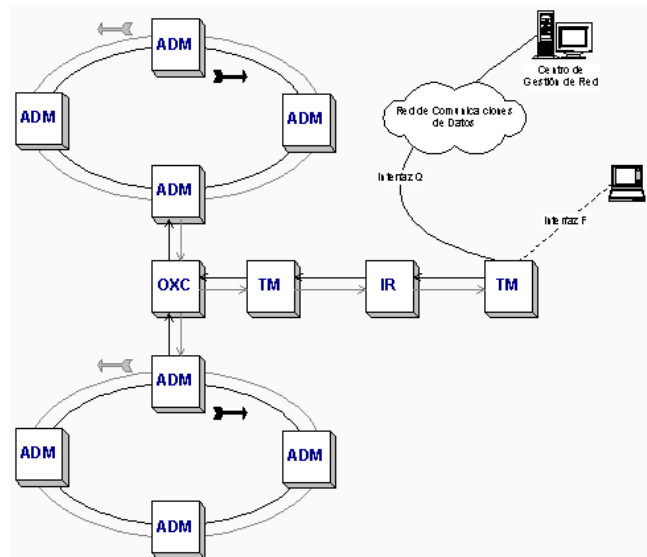 ADM
Centro de
Gestión de Red
ADM
ADM
Red de Comunicaciones
de Datos
ADM
Interfaz Q
Interfaz F
OXC
TM
IR
TM
ADM
ADM
ADM
ADM